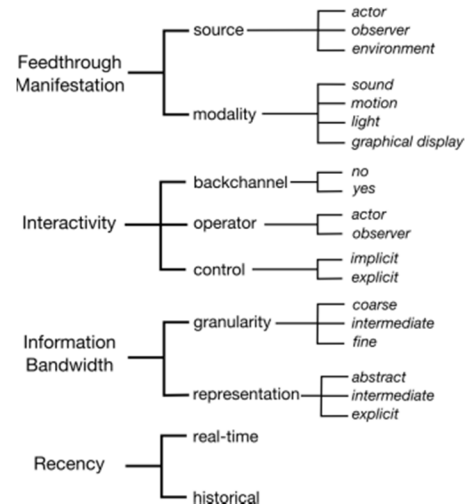 Feedthrough
Manifestation
source
actor
observer
environment
modality
sound
motion
light
graphical display
Interactivity
backchannel
no
yes
operator
actor
observer
control
implicit
explicit
Information
Bandwidth
granularity
coarse
intermediate
fine
representation
abstract
intermediate
explicit
Recency
real-time
historical